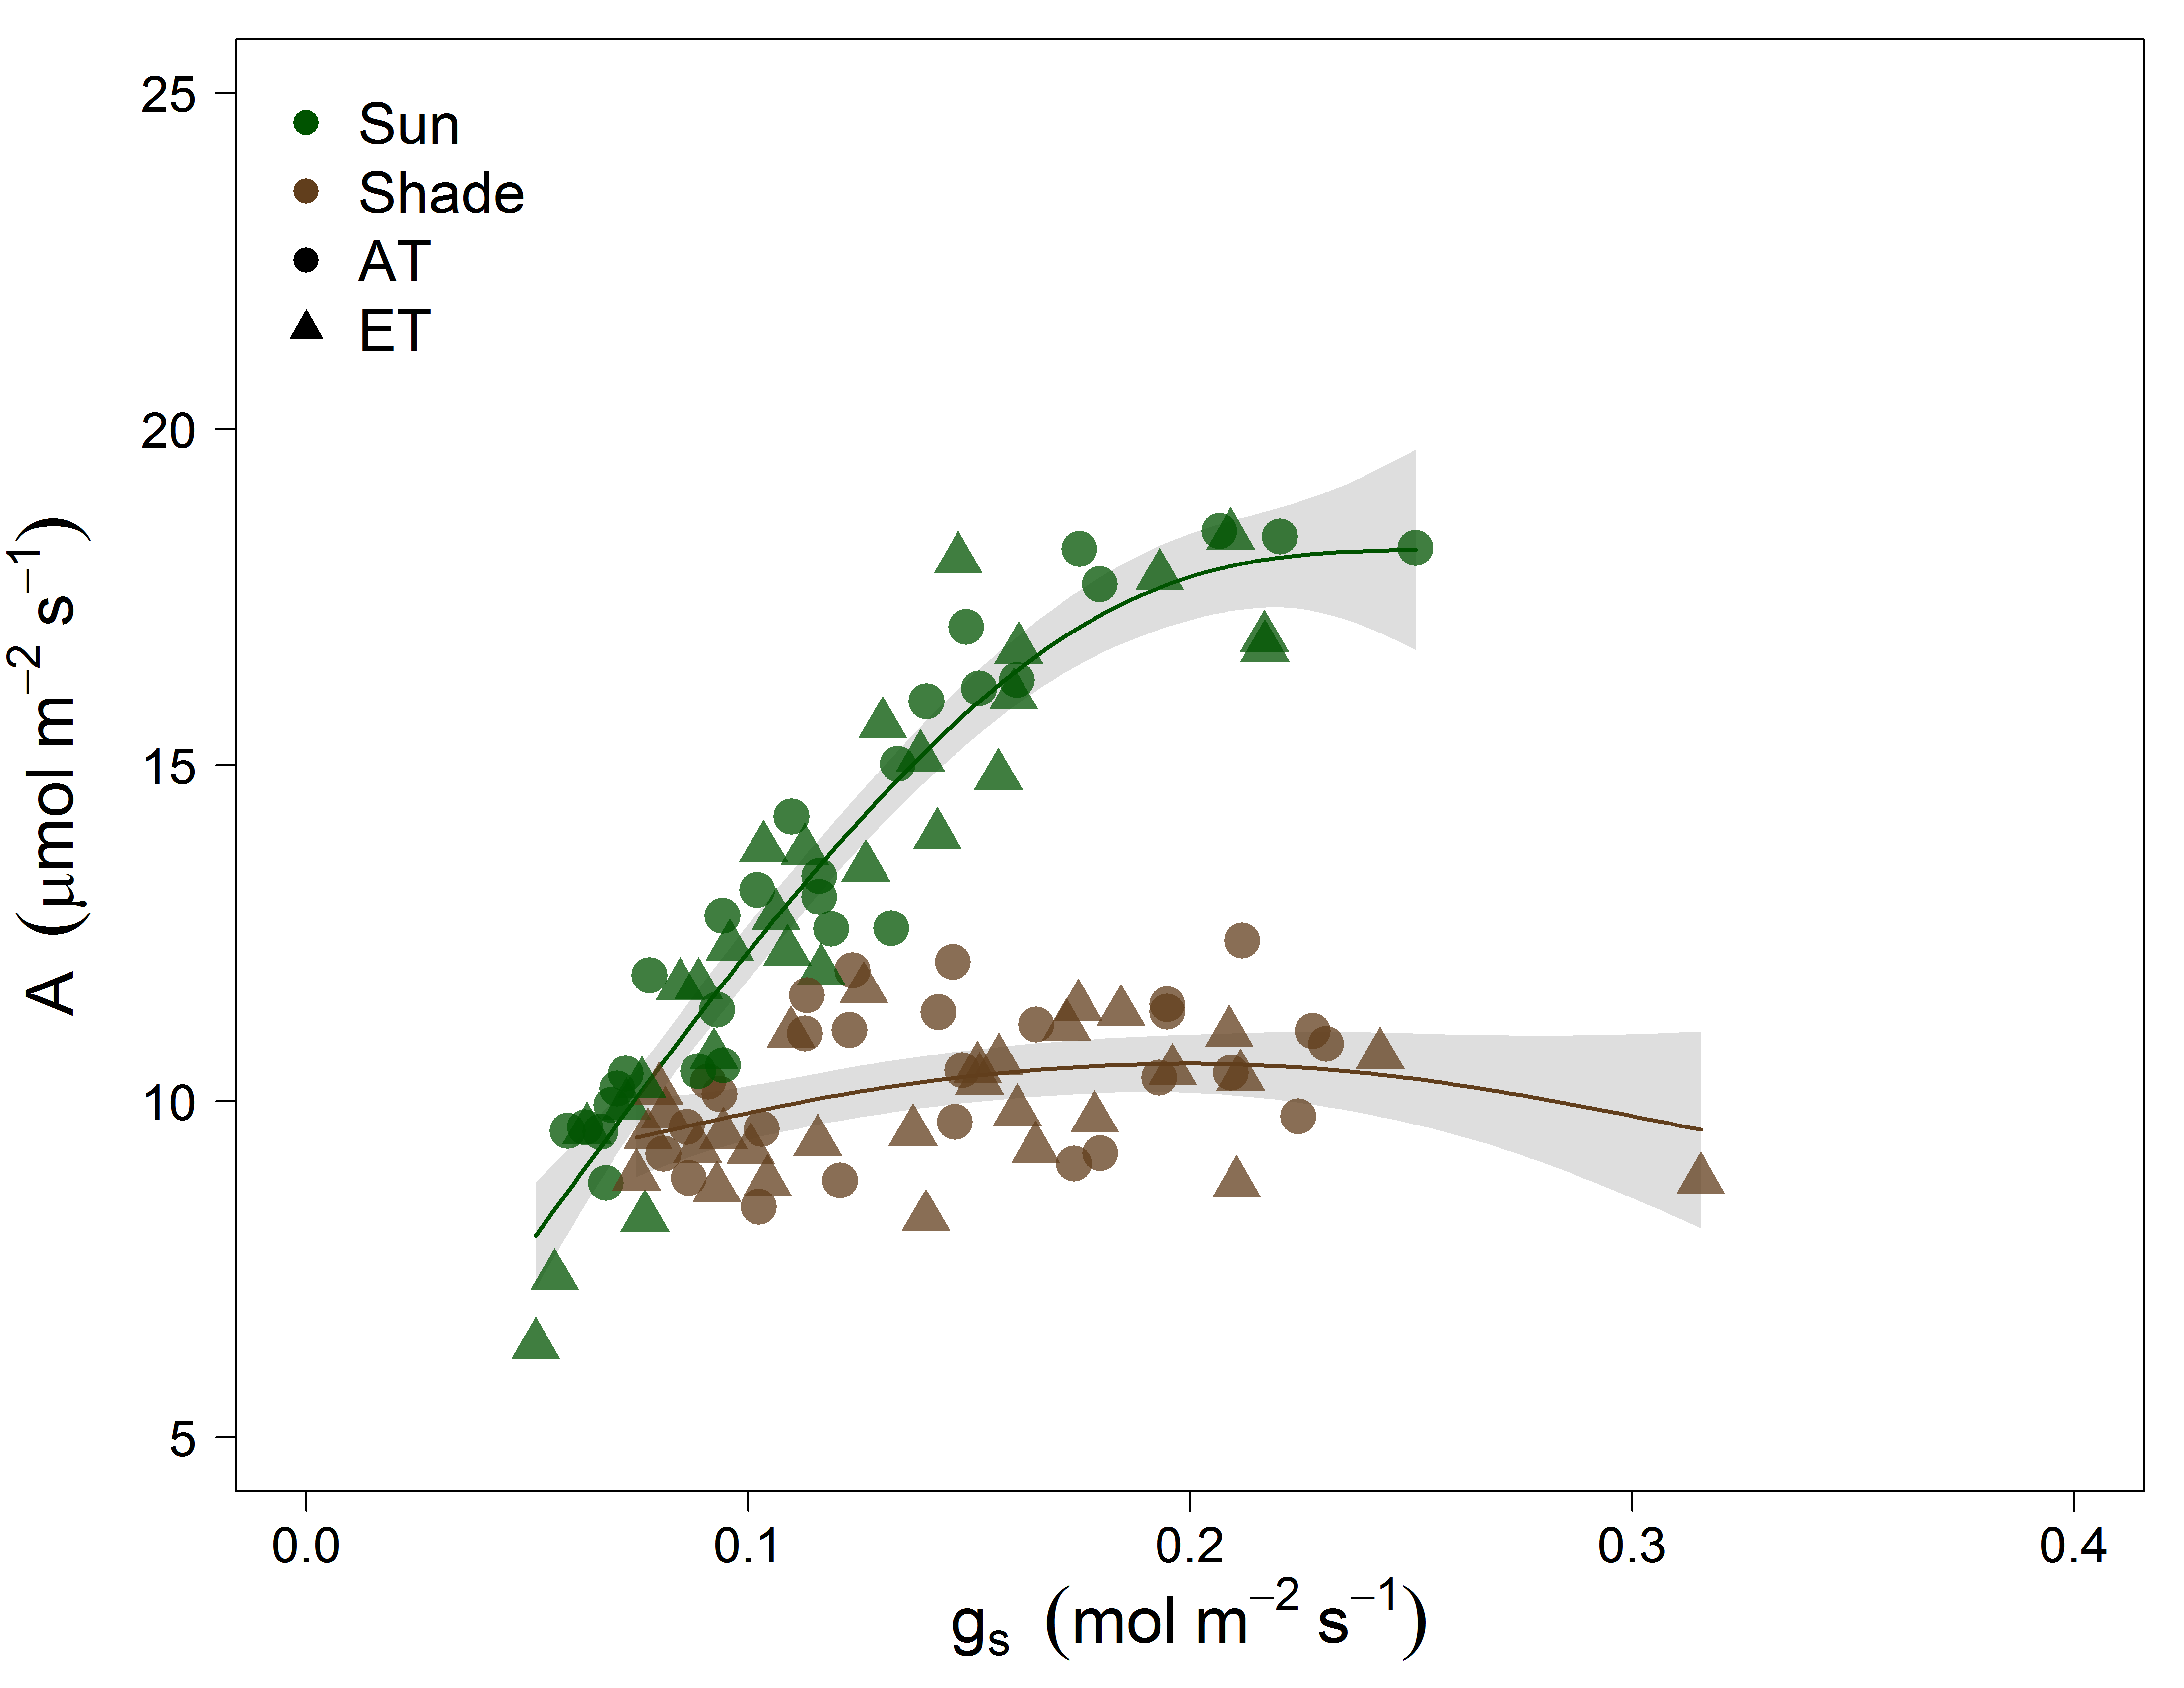 25
20
15
10
5
Sun
Shade
AT
ET
A (μmol m⁻² s⁻¹)
0.0 0.1 0.2 0.3 0.4
gₛ (mol m⁻² s⁻¹)